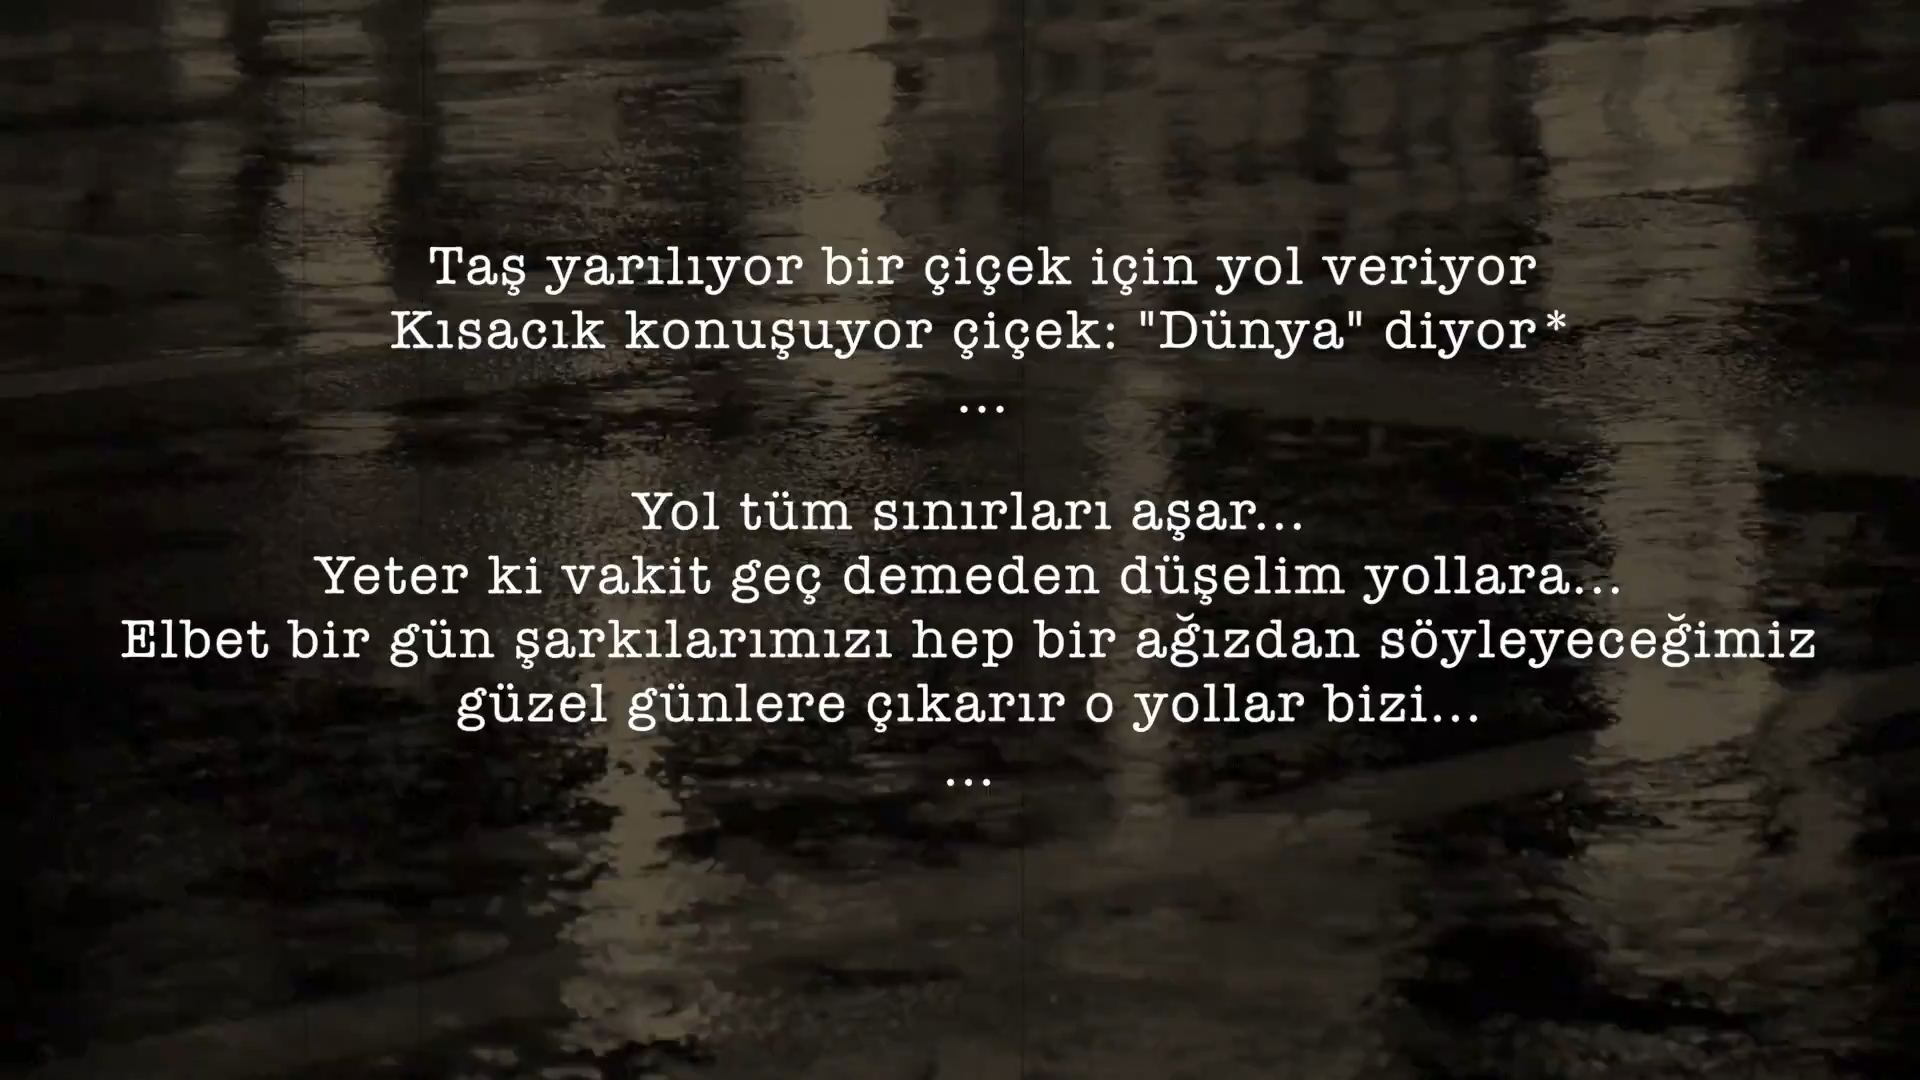 Taş yarılıyor bir çiçek için yol veriyor
Kısacık konuşuyor çiçek: "Dünya" diyor*
...
Yol tüm sınırları aşar...
Yeter ki vakit geç demeden düşelim yollara...
Elbet bir gün şarkılarımızı hep bir ağızdan söyleyeceğimiz
güzel günlere çıkarır o yollar bizi...
...